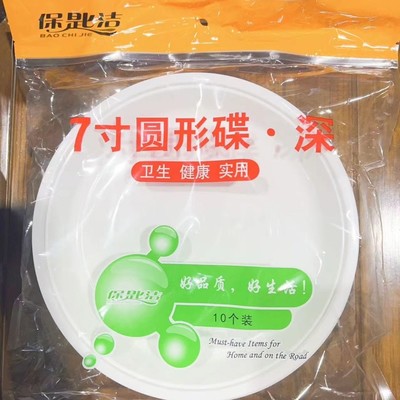 保匙洁
BAO CHI JIE
7寸圆形碟·深
卫生 健康 实用
保匙洁
好品质，好生活！
10个装
Must-have Items for
Home and on the Road